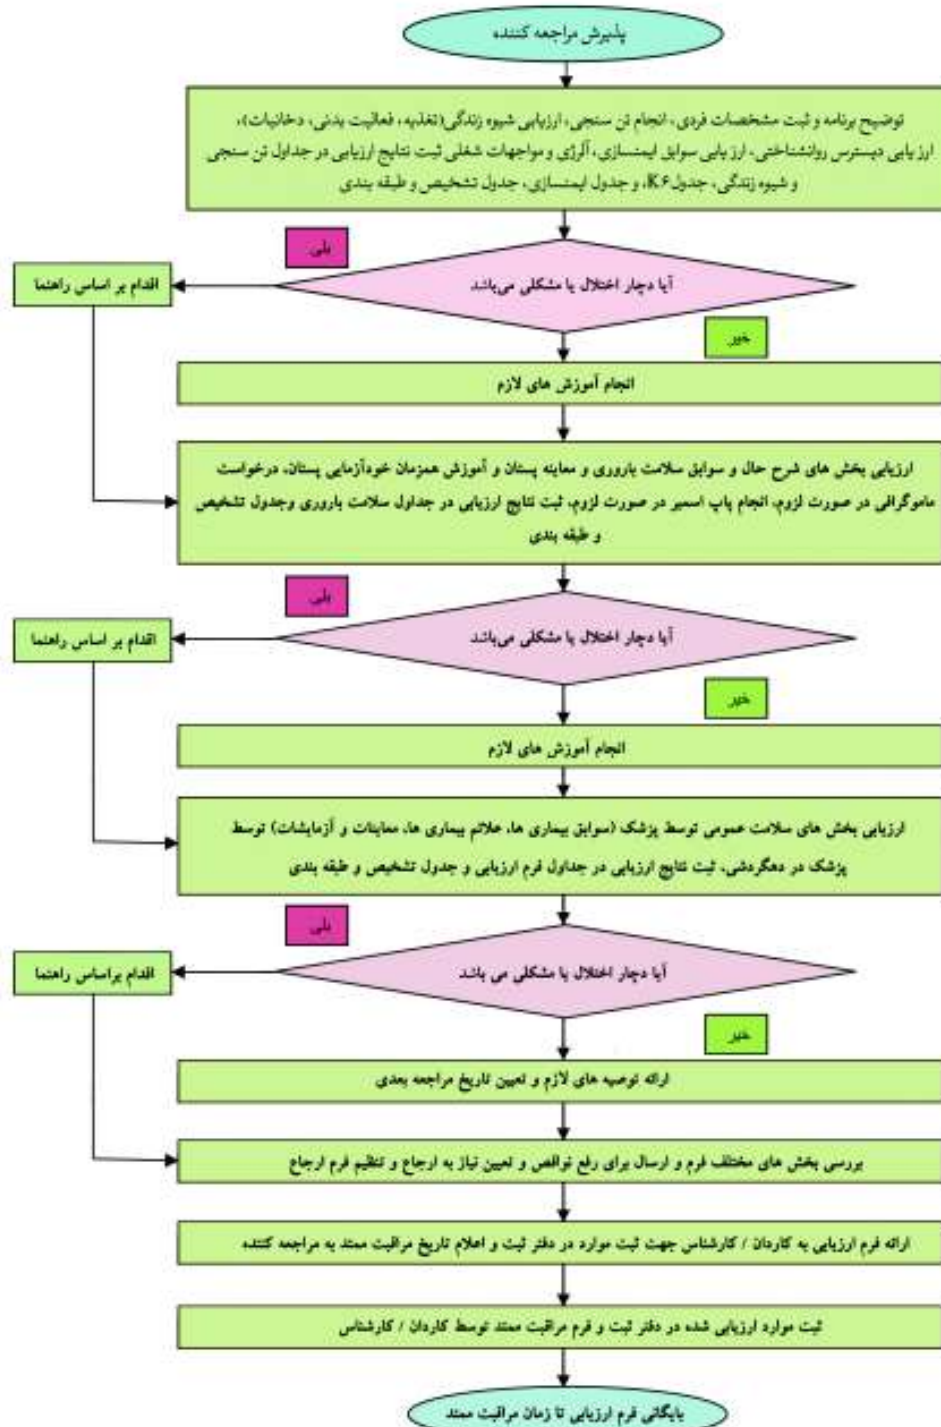 پذیرش مراجعه کننده
توضیح برنامه و ثبت مشخصات فردی، انجام تن سنجی، ارزیابی شیوه زندگی(تغذیه، فعالیت بدنی، دخانیات)،
ارزیابی دیسترس روانشناختی، ارزیابی سوابق ایمنسازی، آلرژی و مواجهات شغلی ثبت نتایج ارزیابی در جداول تن سنجی
و شیوه زندگی، جدول K۶، و جدول ایمنسازی، جدول تشخیص و طبقه بندی
بلی
آیا دچار اختلال یا مشکلی می‌باشد
اقدام بر اساس راهنما
خیر
انجام آموزش های لازم
ارزیابی بخش های شرح حال و سوابق سلامت باروری و معاینه پستان و آموزش همزمان خودآزمایی پستان، درخواست
ماموگرافی در صورت لزوم، انجام پاپ اسمیر در صورت لزوم، ثبت نتایج ارزیابی در جداول سلامت باروری وجدول تشخیص
و طبقه بندی
بلی
آیا دچار اختلال یا مشکلی می‌باشد
اقدام بر اساس راهنما
خیر
انجام آموزش های لازم
ارزیابی بخش های سلامت عمومی توسط پزشک (سوابق بیماری ها، علائم بیماری ها، معاینات و آزمایشات) توسط
پزشک در دهگردشی، ثبت نتایج ارزیابی در جداول فرم ارزیابی و جدول تشخیص و طبقه بندی
بلی
آیا دچار اختلال یا مشکلی می باشد
اقدام براساس راهنما
خیر
ارائه توصیه های لازم و تعیین تاریخ مراجعه بعدی
بررسی بخش های مختلف فرم و ارسال برای رفع نواقص و تعیین نیاز به ارجاع و تنظیم فرم ارجاع
ارائه فرم ارزیابی به کاردان / کارشناس جهت ثبت موارد در دفتر ثبت و اعلام تاریخ مراقبت ممتد به مراجعه کننده
ثبت موارد ارزیابی شده در دفتر ثبت و فرم مراقبت ممتد توسط کاردان / کارشناس
بایگانی فرم ارزیابی تا زمان مراقبت ممتد